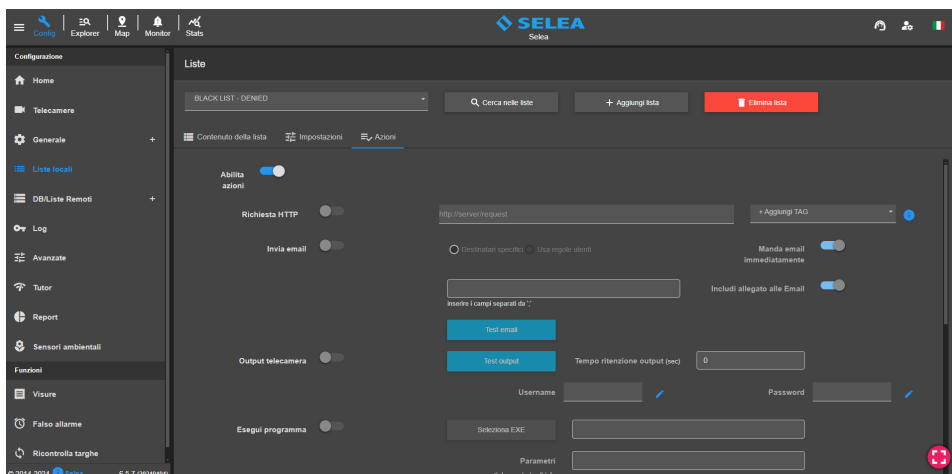 Config
Explorer
Map
Monitor
Stats
SELEA
Selea
Configurazione
Home
Telecamere
Generale +
Liste locali
DB/Liste Remoti +
Log
Avanzate
Tutor
Report
Sensori ambientali
Funzioni
Visure
Falso allarme
Ricontrolla targhe
© 2014-2024 Selea
Liste
BLACK LIST - DENIED
Cerca nelle liste
+ Aggiungi lista
Elimina lista
Contenuto della lista
Impostazioni
Azioni
Abilita
azioni
Richiesta HTTP
http://server/request
+ Aggiungi TAG
Invia email
Destinatari specifici
Usa regole utenti
Manda email
immediatamente
Includi allegato alle Email
inserire i campi separati da ';'
Test email
Output telecamera
Test output
Tempo ritenzione output (sec)
0
Username
Password
Esegui programma
Seleziona EXE
Parametri